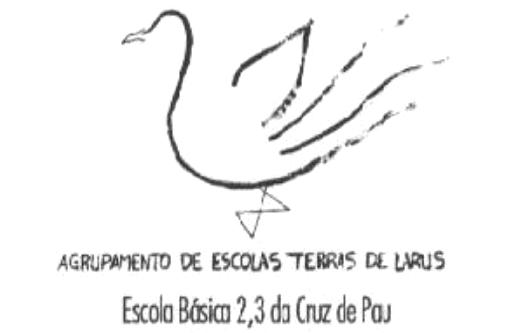 AGRUPAMENTO DE ESCOLAS TERRAS DE LARUS
Escola Básica 2,3 da Cruz de Pau